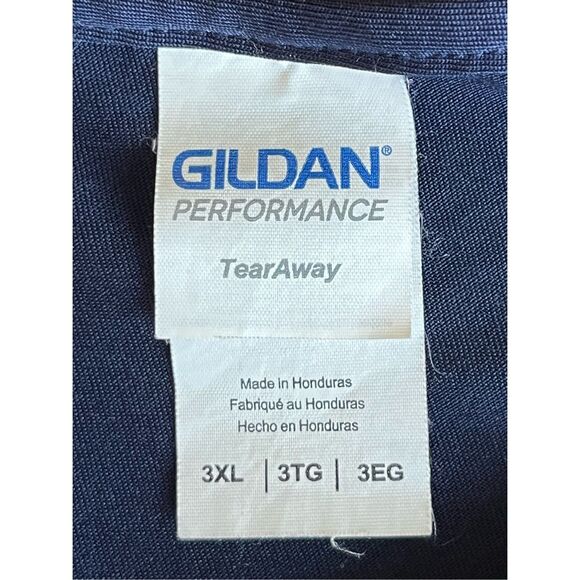 GILDAN®
PERFORMANCE
TearAway
Made in Honduras
Fabriqué au Honduras
Hecho en Honduras
3XL | 3TG | 3EG